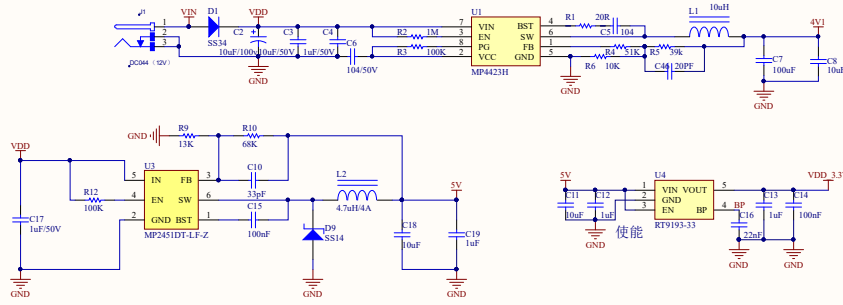 J1
VIN
D1
VDD
C2
C3
C4
SS34
1
2
3
DC044 (12V)
10uF/100v
10uF/50V
1uF/50V
C6
104/50V
GND
R2
1M
R3
100K
U1
7
3
8
2
VIN
EN
PG
VCC
BST
SW
FB
GND
4
6
1
5
MP4423H
R1
20R
C5
104
L1
10uH
R4
51K
R5
39k
R6
10K
C46
20PF
GND
4V1
C7
100uF
C8
10uF
GND
VDD
GND
R9
13K
R10
68K
U3
5
4
2
IN
EN
GND
FB
SW
BST
3
6
1
MP2451DT-LF-Z
R12
100K
C17
1uF/50V
GND
C10
33pF
C15
100nF
L2
4.7uH/4A
D9
SS14
GND
5V
C18
10uF
C19
1uF
GND
5V
C11
10uF
C12
1uF
GND
使能
U4
1
2
3
VIN
GND
EN
VOUT
BP
5
4
RT9193-33
BP
C16
22nF
GND
C13
1uF
C14
100nF
GND
VDD_3.3